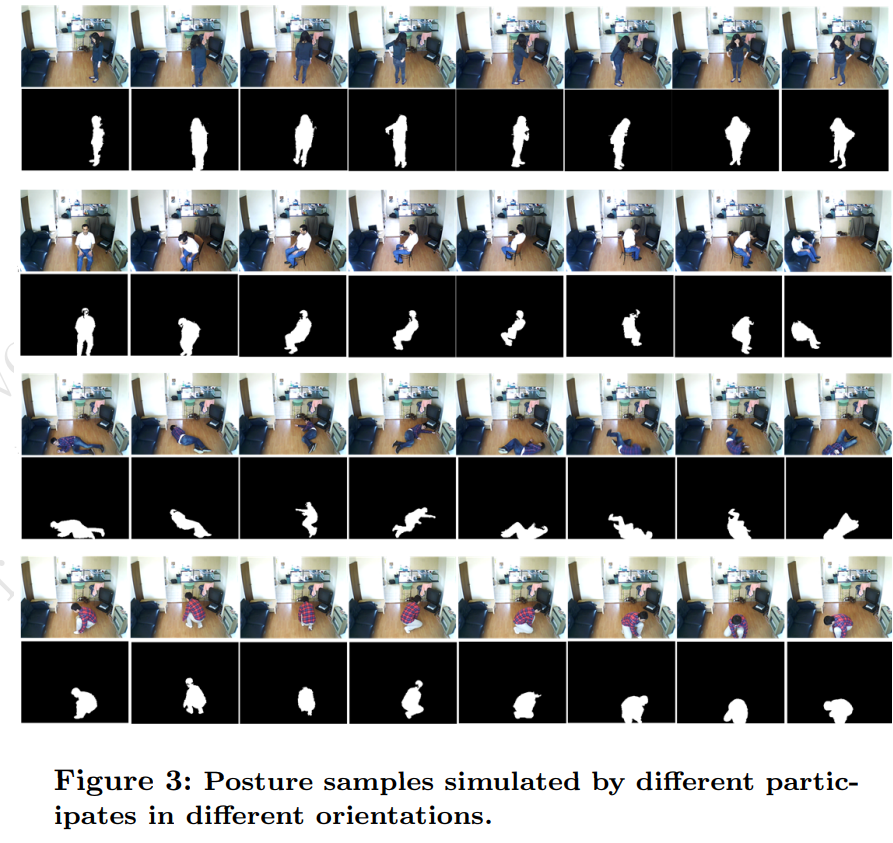 Figure 3: Posture samples simulated by different partic-
ipates in different orientations.